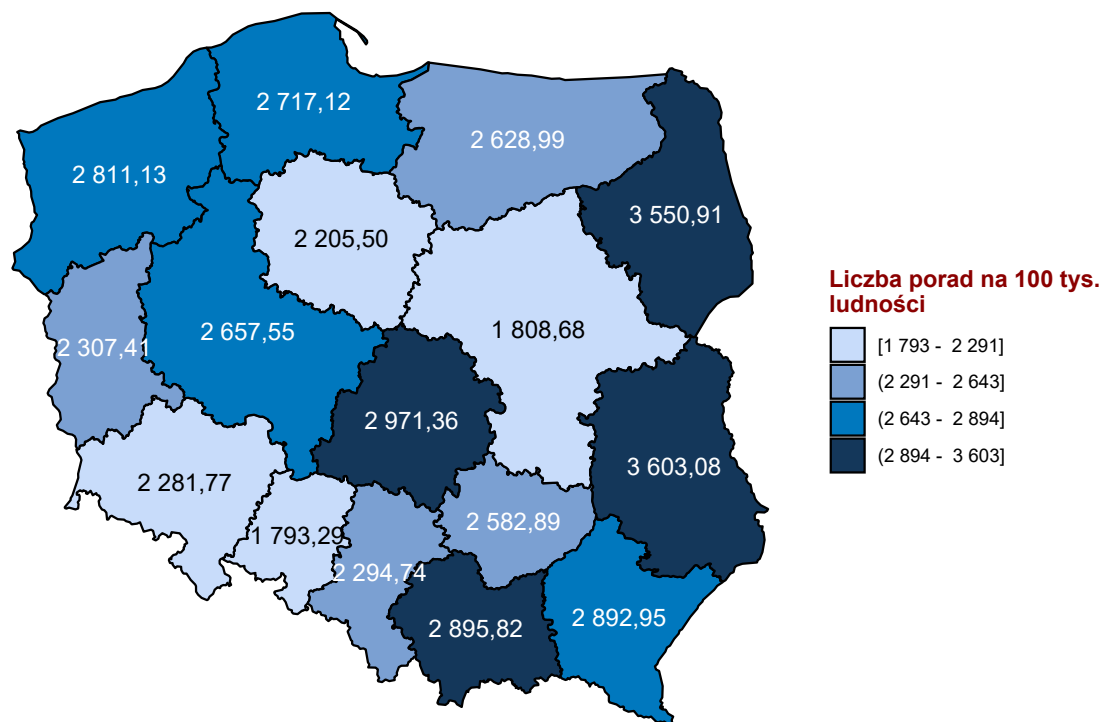 2 717,12
2 628,99
2 811,13
3 550,91
2 205,50
1 808,68
2 657,55
2 307,41
2 971,36
3 603,08
2 281,77
2 582,89
1 793,29
2 294,74
2 895,82
2 892,95
Liczba porad na 100 tys.
ludności
[1 793 - 2 291]
(2 291 - 2 643]
(2 643 - 2 894]
(2 894 - 3 603]